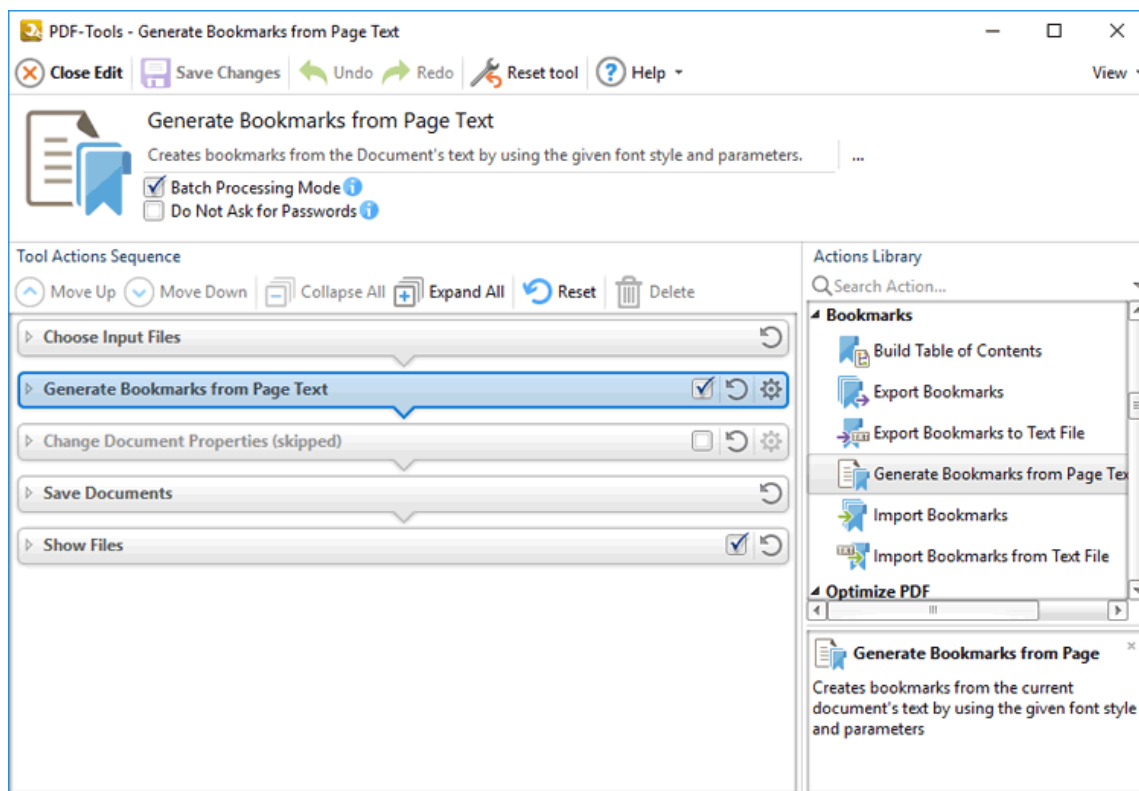 PDF-Tools - Generate Bookmarks from Page Text
Close Edit Save Changes Undo Redo Reset tool Help View
Generate Bookmarks from Page Text
Creates bookmarks from the Document's text by using the given font style and parameters. ...
Batch Processing Mode
Do Not Ask for Passwords
Tool Actions Sequence
Move Up Move Down Collapse All Expand All Reset Delete
Choose Input Files
Generate Bookmarks from Page Text
Change Document Properties (skipped)
Save Documents
Show Files
Actions Library
Search Action...
Bookmarks
Build Table of Contents
Export Bookmarks
Export Bookmarks to Text File
Generate Bookmarks from Page Tex
Import Bookmarks
Import Bookmarks from Text File
Optimize PDF
Generate Bookmarks from Page
Creates bookmarks from the current
document's text by using the given font style
and parameters